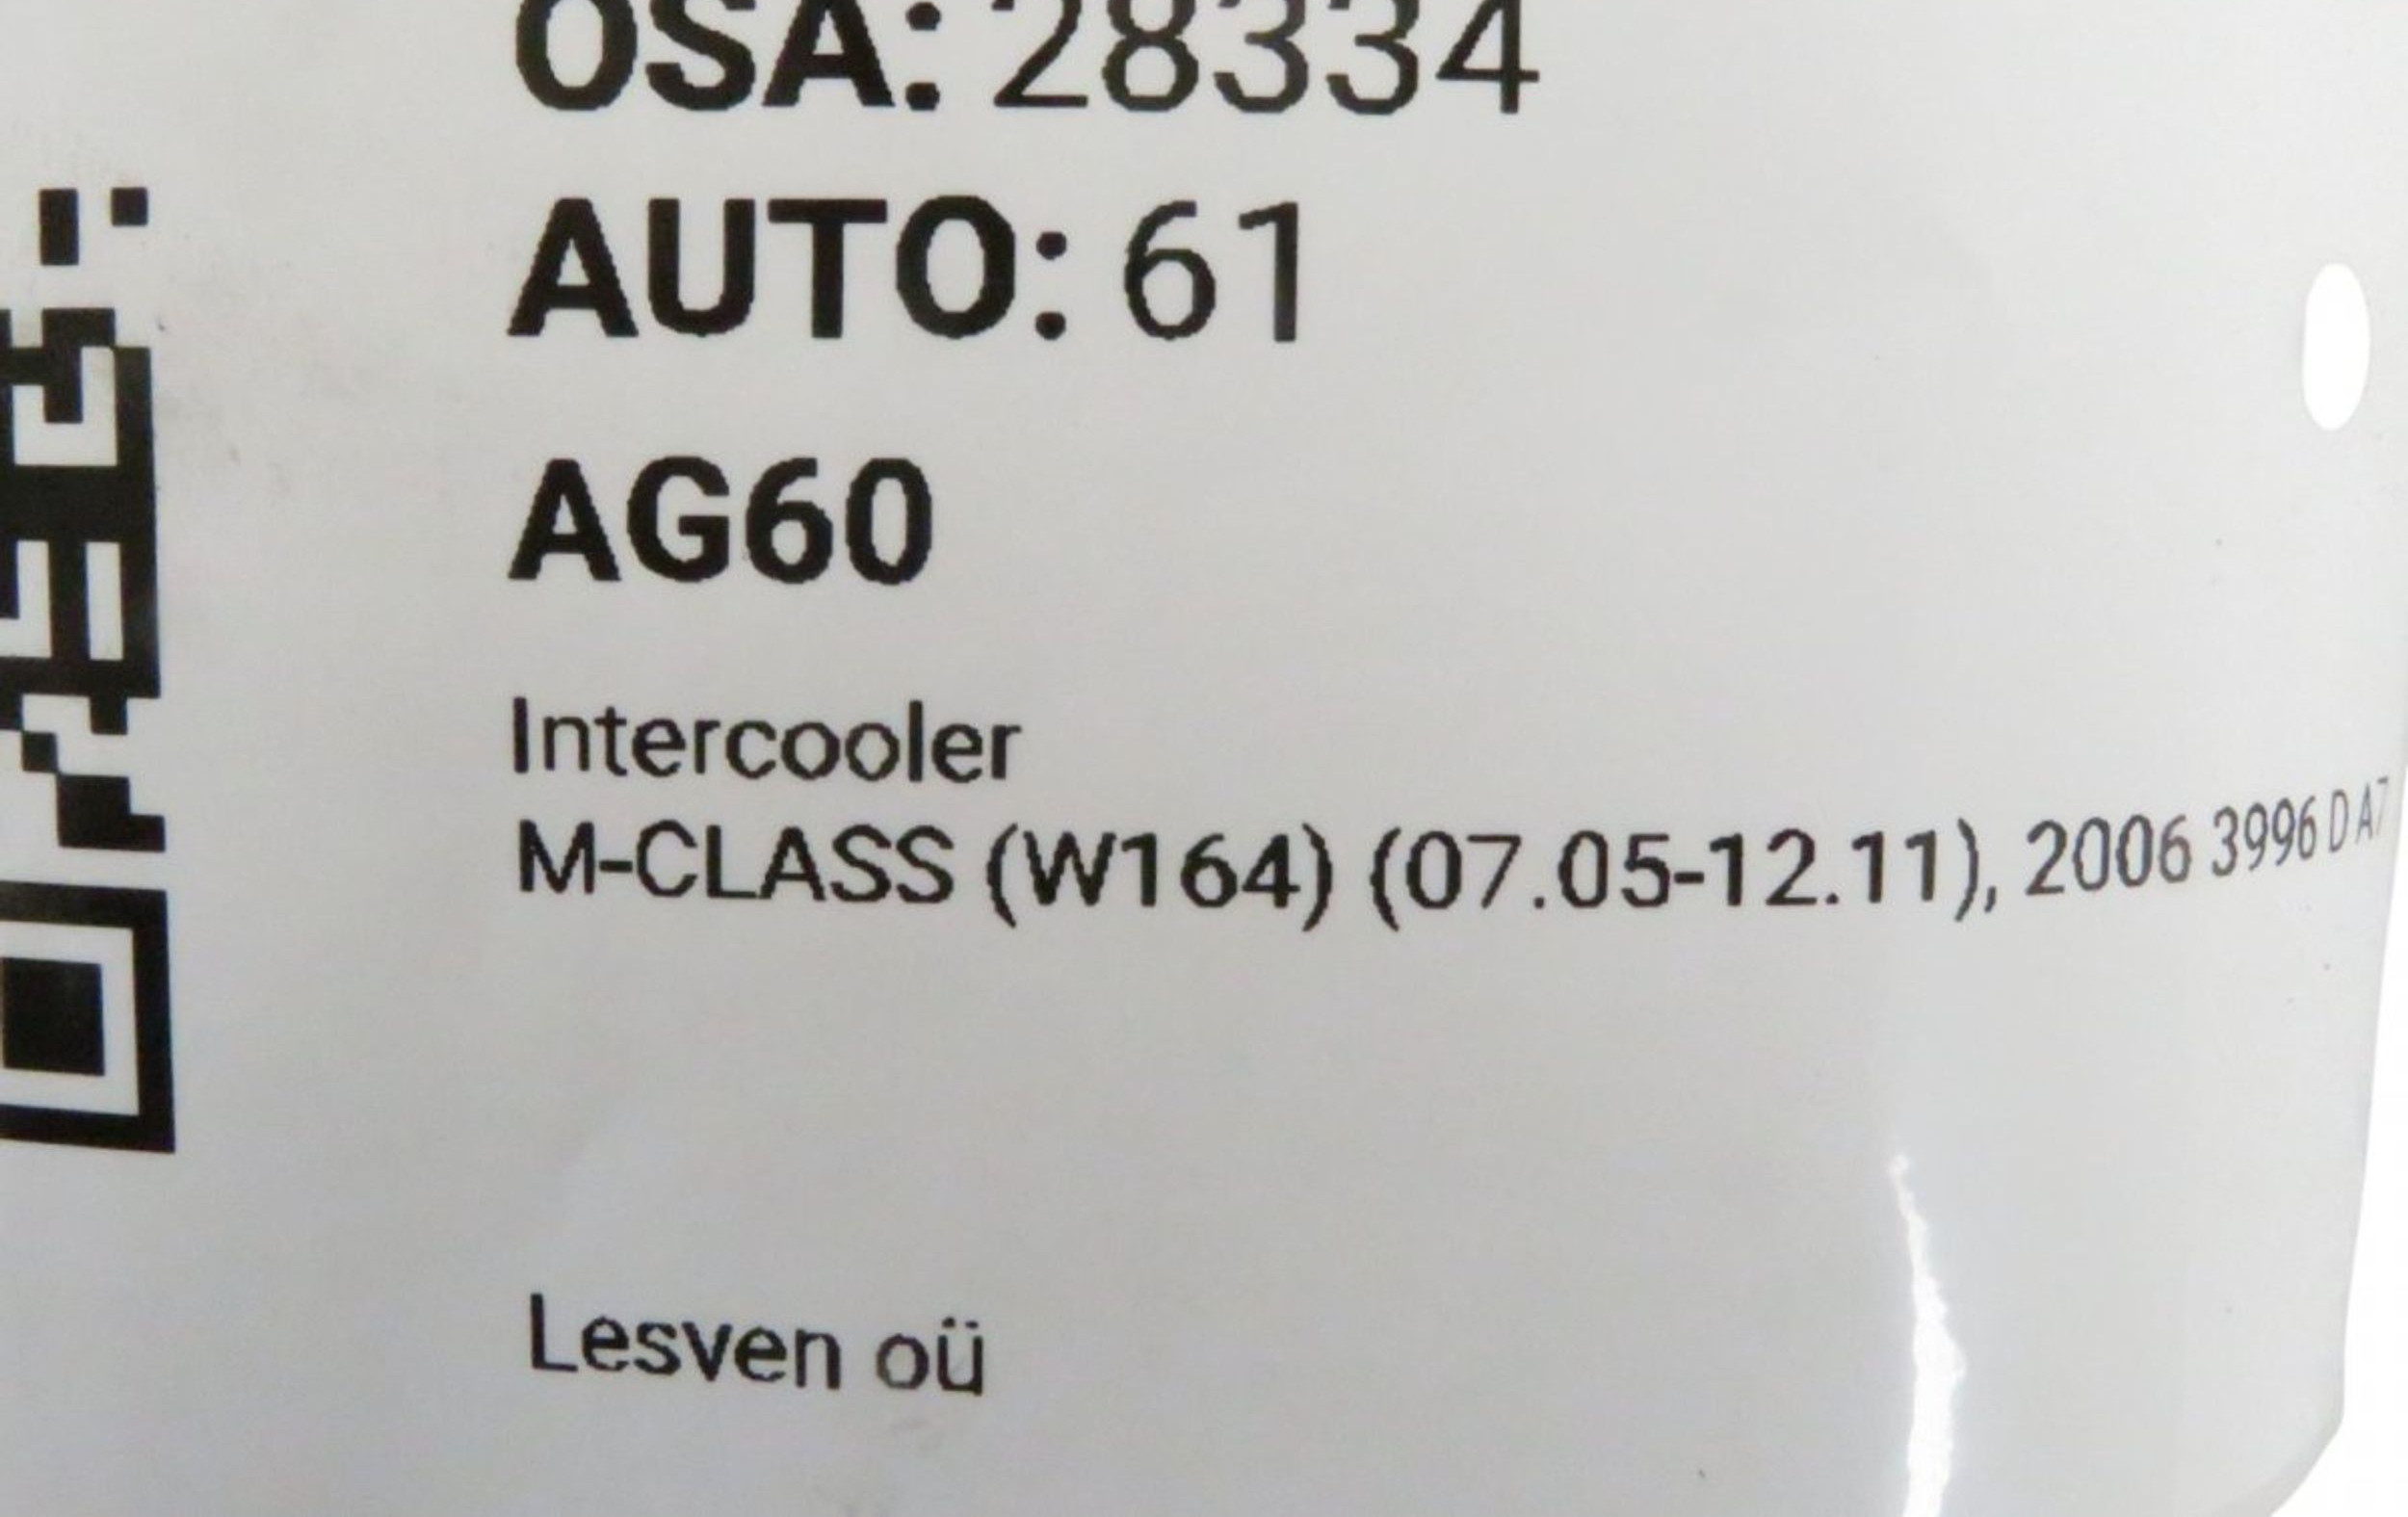 OSA: 28334
AUTO: 61
AG60
Intercooler
M-CLASS (W164) (07.05-12.11), 2006 3996 D A7
Lesven oü